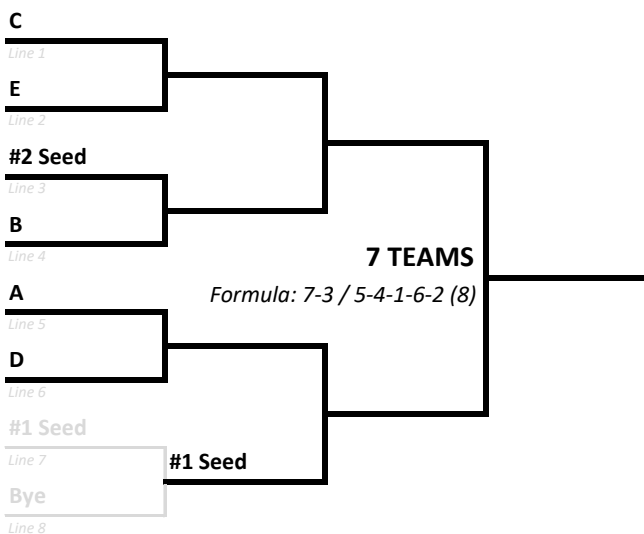 C
Line 1
E
Line 2
#2 Seed
Line 3
B
Line 4
7 TEAMS
A
Formula: 7-3 / 5-4-1-6-2 (8)
Line 5
D
Line 6
#1 Seed
Line 7
#1 Seed
Bye
Line 8